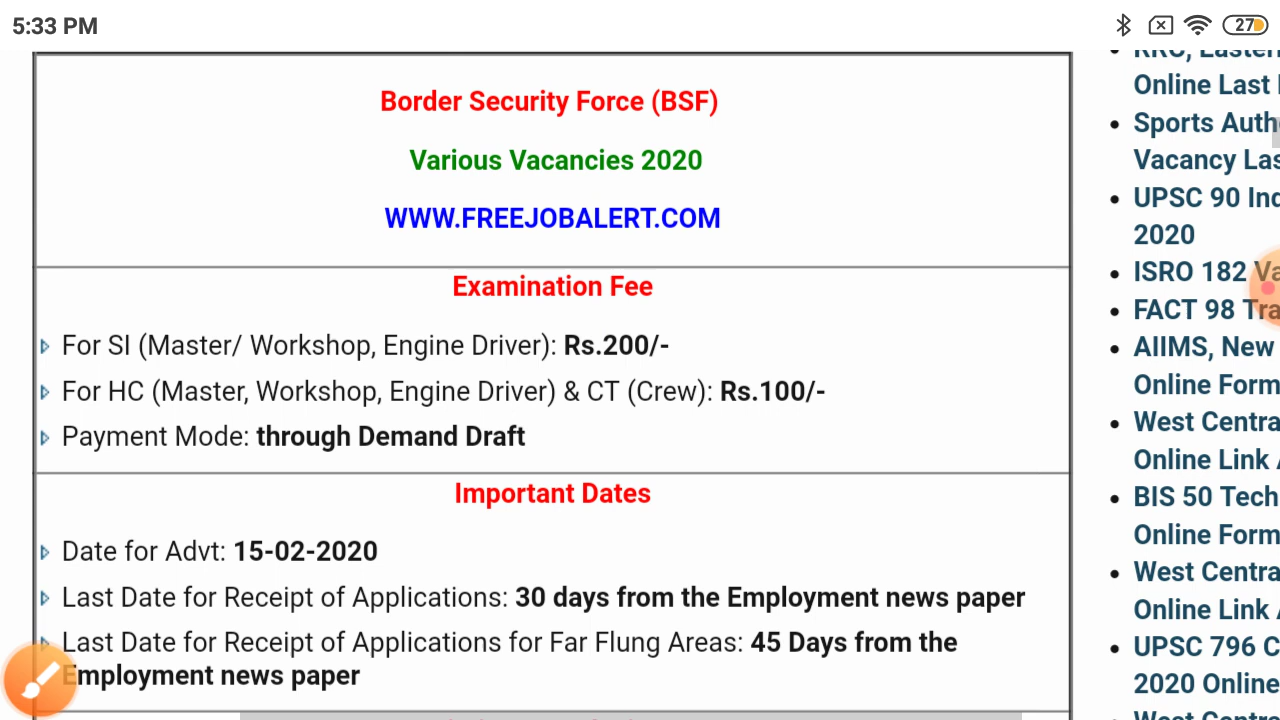 5:33 PM
27
Border Security Force (BSF)
Various Vacancies 2020
WWW.FREEJOBALERT.COM
Examination Fee
For SI (Master/ Workshop, Engine Driver): Rs.200/-
For HC (Master, Workshop, Engine Driver) & CT (Crew): Rs.100/-
Payment Mode: through Demand Draft
Important Dates
Date for Advt: 15-02-2020
Last Date for Receipt of Applications: 30 days from the Employment news paper
Last Date for Receipt of Applications for Far Flung Areas: 45 Days from the
Employment news paper
Online Last
Sports Auth
Vacancy Las
UPSC 90 Ind
2020
ISRO 182 Va
FACT 98 Tra
AIIMS, New
Online Form
West Centra
Online Link
BIS 50 Tech
Online Form
West Centra
Online Link
UPSC 796 C
2020 Online